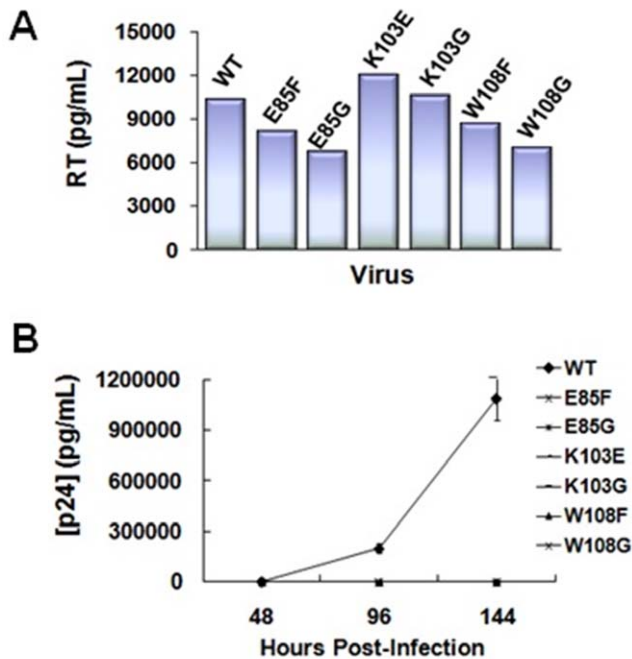 A
RT (pg/mL)
15000
12000
9000
6000
3000
0
WT
E85F
E85G
K103E
K103G
W108F
W108G
Virus
B
[p24] (pg/mL)
1200000
900000
600000
300000
0
48 96 144
Hours Post-Infection
WT
E85F
E85G
K103E
K103G
W108F
W108G